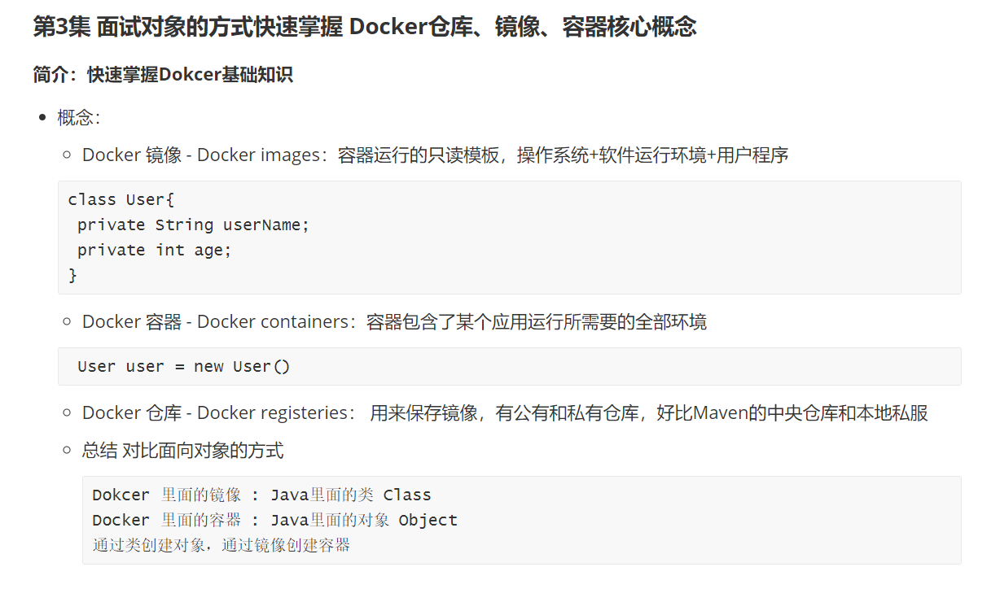 第3集 面试对象的方式快速掌握 Docker仓库、镜像、容器核心概念
简介：快速掌握Dokcer基础知识
概念：
Docker 镜像 - Docker images：容器运行的只读模板，操作系统+软件运行环境+用户程序
class User{
 private String userName;
 private int age;
}
Docker 容器 - Docker containers：容器包含了某个应用运行所需要的全部环境
 User user = new User()
Docker 仓库 - Docker registeries： 用来保存镜像，有公有和私有仓库，好比Maven的中央仓库和本地私服
总结 对比面向对象的方式
Dokcer 里面的镜像 : Java里面的类 Class
Docker 里面的容器 : Java里面的对象 Object
通过类创建对象，通过镜像创建容器